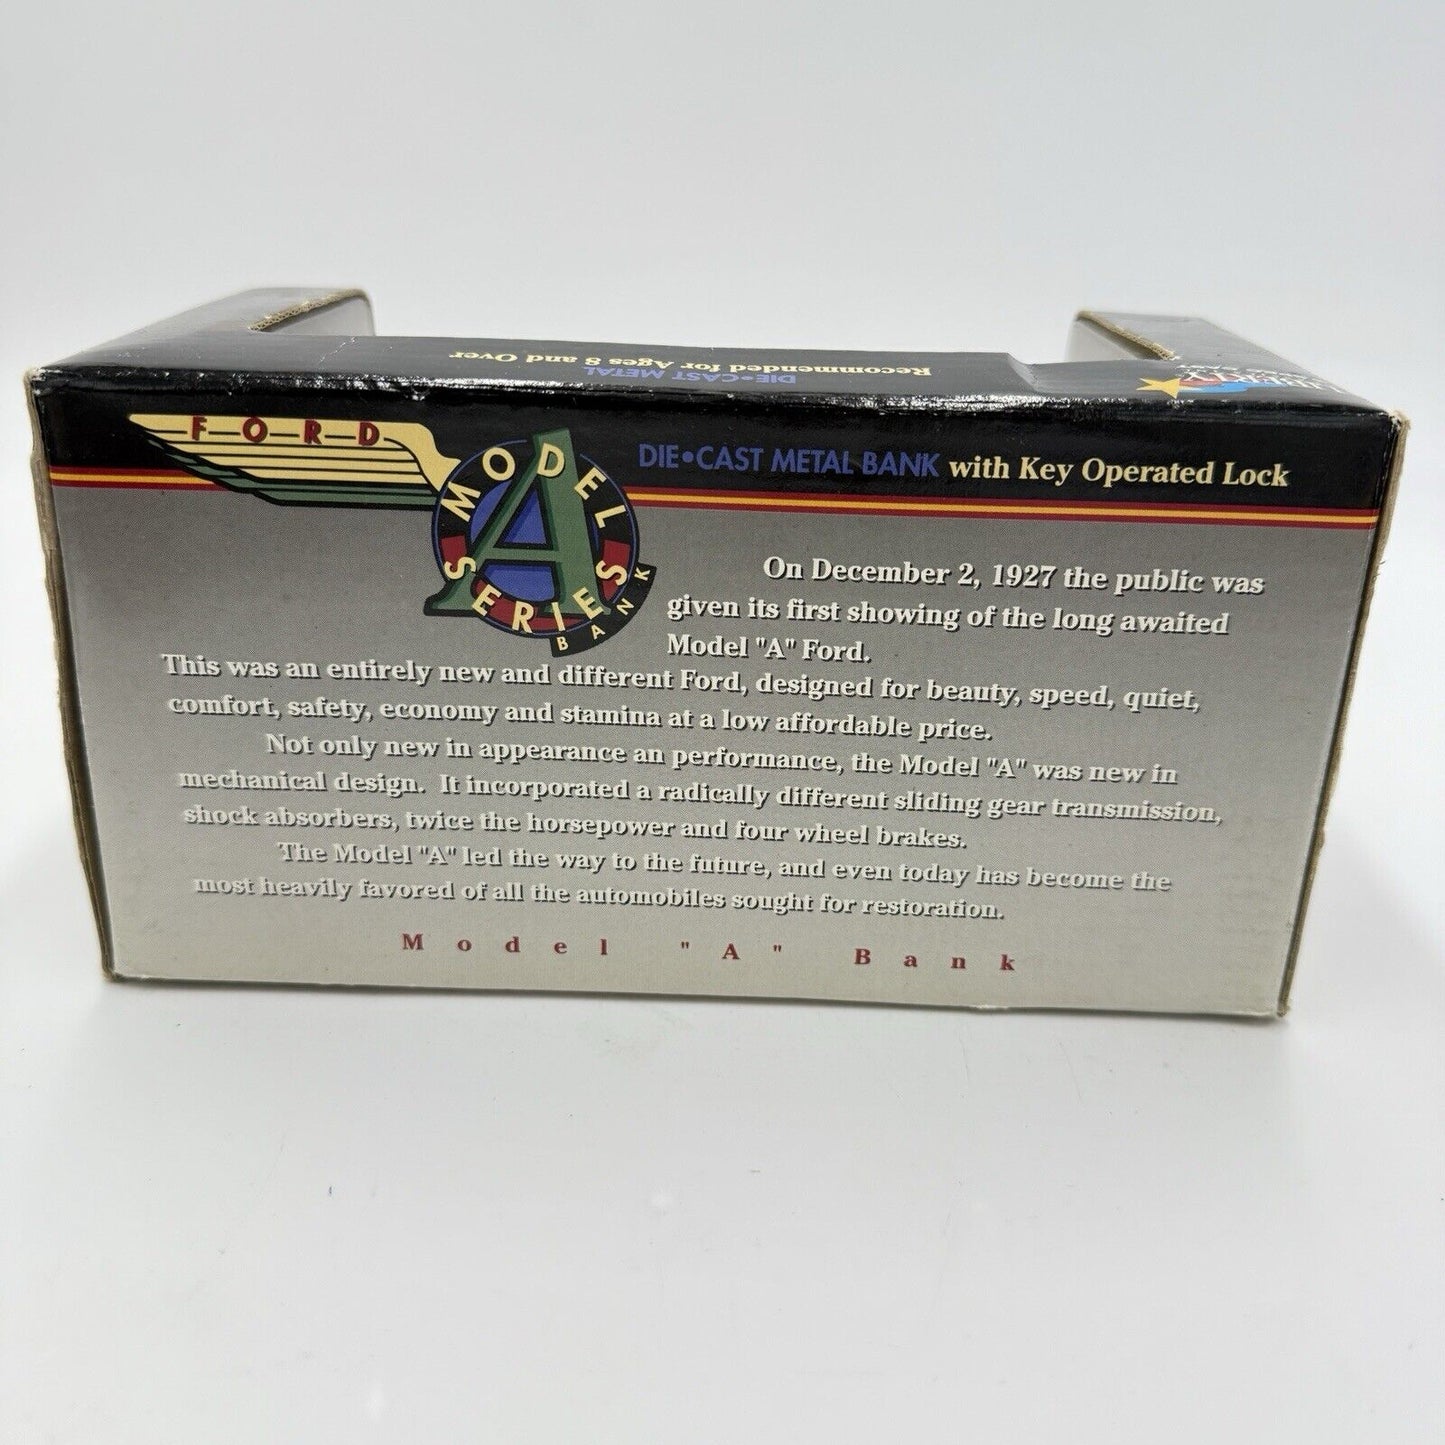 Recommended for Ages 8 and Over
DIE•CAST METAL
FORD
MODEL
A
SERIES
BANK
DIE•CAST METAL BANK with Key Operated Lock
On December 2, 1927 the public was
given its first showing of the long awaited
Model "A" Ford.
This was an entirely new and different Ford, designed for beauty, speed, quiet,
comfort, safety, economy and stamina at a low affordable price.
Not only new in appearance an performance, the Model "A" was new in
mechanical design. It incorporated a radically different sliding gear transmission,
shock absorbers, twice the horsepower and four wheel brakes.
The Model "A" led the way to the future, and even today has become the
most heavily favored of all the automobiles sought for restoration.
Model "A" Bank